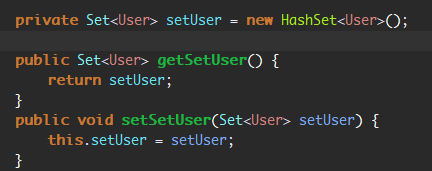 private Set<User> setUser = new HashSet<User>();
public Set<User> getSetUser() {
return setUser;
}
public void setSetUser(Set<User> setUser) {
this.setUser = setUser;
}